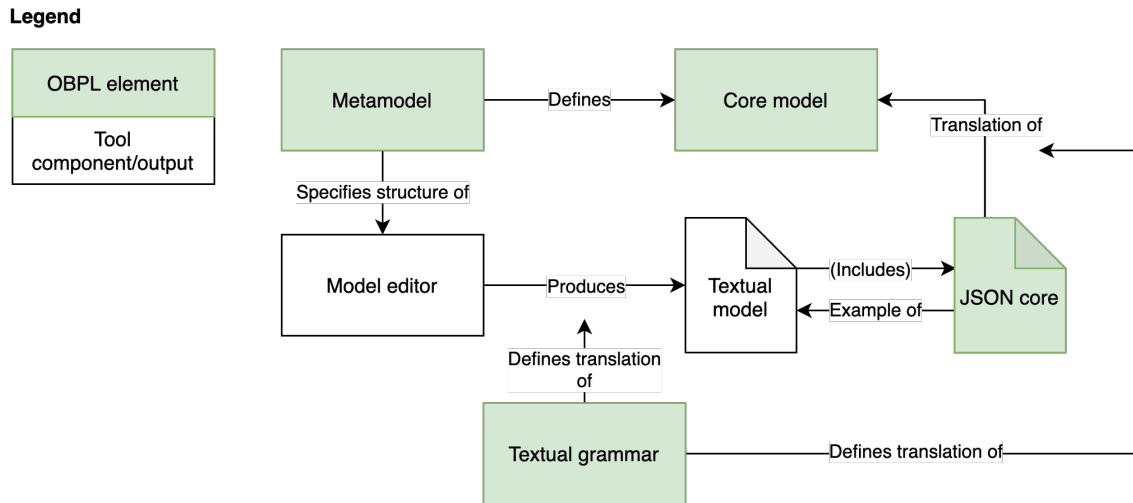 Legend
OBPL element
Tool
component/output
Metamodel
Defines
Core model
Translation of
Specifies structure of
Model editor
Produces
Textual
model
(Includes)
Example of
JSON core
Defines translation
of
Textual grammar
Defines translation of